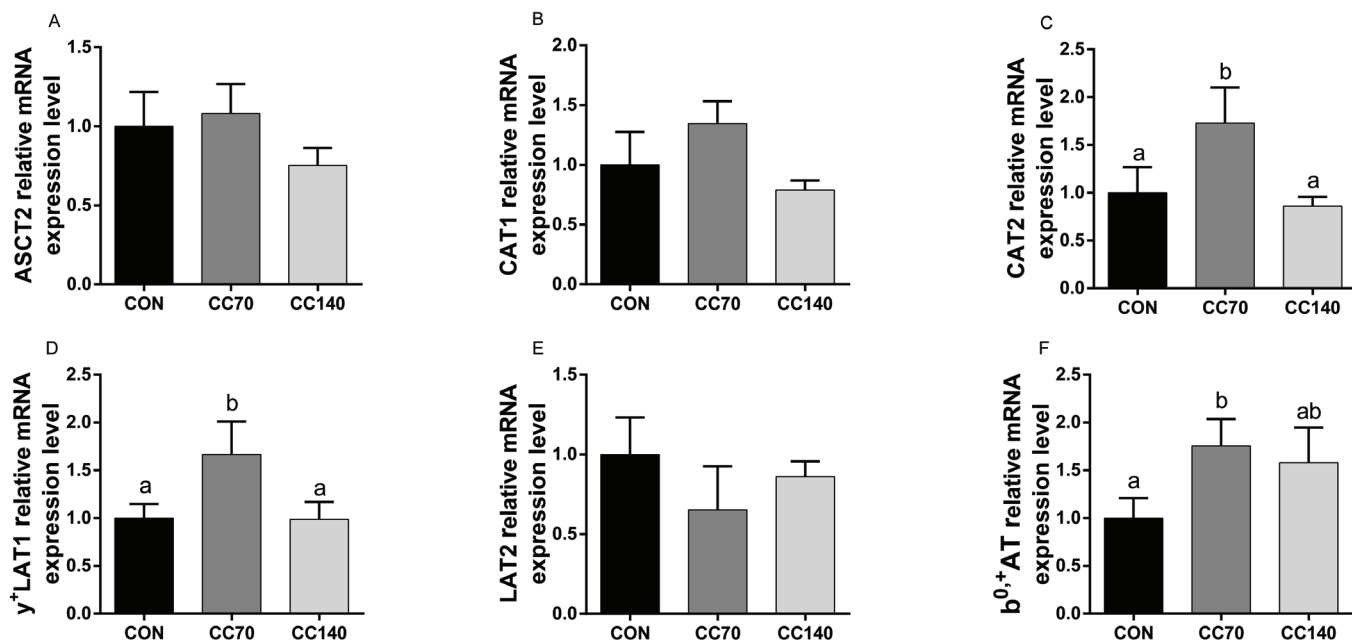 A
ASCT2 relative mRNA
expression level
1.5
1.0
0.5
0.0
CON
CC70
CC140
B
CAT1 relative mRNA
expression level
2.0
1.5
1.0
0.5
0.0
CON
CC70
CC140
C
CAT2 relative mRNA
expression level
2.5
2.0
1.5
1.0
0.5
0.0
a
b
a
CON
CC70
CC140
D
y⁺LAT1 relative mRNA
expression level
2.5
2.0
1.5
1.0
0.5
0.0
a
b
a
CON
CC70
CC140
E
LAT2 relative mRNA
expression level
1.5
1.0
0.5
0.0
CON
CC70
CC140
F
b⁰,⁺AT relative mRNA
expression level
2.5
2.0
1.5
1.0
0.5
0.0
a
b
ab
CON
CC70
CC140